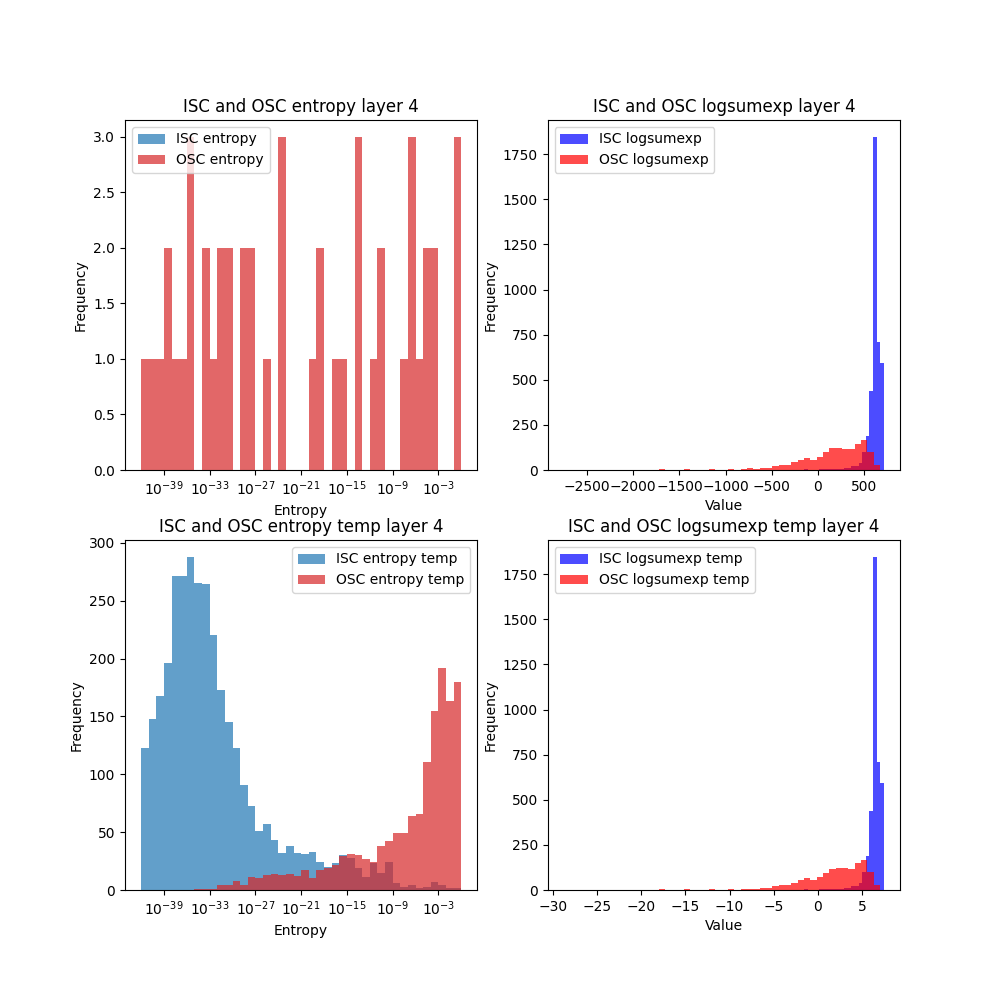 ISC and OSC entropy layer 4
ISC entropy
OSC entropy
Frequency
3.0
2.5
2.0
1.5
1.0
0.5
0.0
10⁻³⁹ 10⁻³³ 10⁻²⁷ 10⁻²¹ 10⁻¹⁵ 10⁻⁹ 10⁻³
Entropy
ISC and OSC logsumexp layer 4
ISC logsumexp
OSC logsumexp
Frequency
1750
1500
1250
1000
750
500
250
0
−2500 −2000 −1500 −1000 −500 0 500
Value
ISC and OSC entropy temp layer 4
ISC entropy temp
OSC entropy temp
Frequency
300
250
200
150
100
50
0
10⁻³⁹ 10⁻³³ 10⁻²⁷ 10⁻²¹ 10⁻¹⁵ 10⁻⁹ 10⁻³
Entropy
ISC and OSC logsumexp temp layer 4
ISC logsumexp temp
OSC logsumexp temp
Frequency
1750
1500
1250
1000
750
500
250
0
−30 −25 −20 −15 −10 −5 0 5
Value